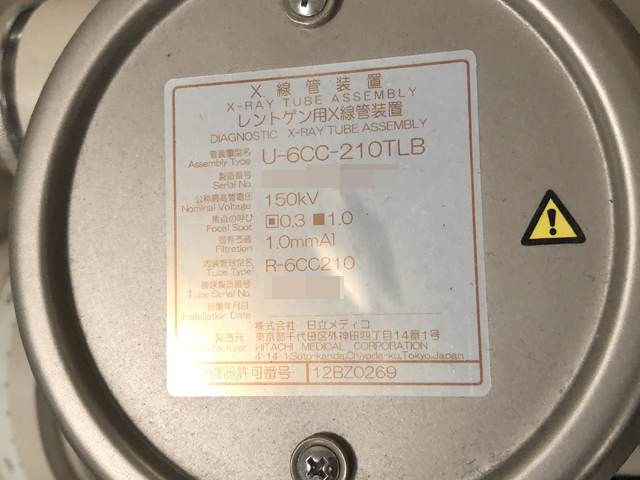 X線管装置
X-RAY TUBE ASSEMBLY
レントゲン用X線管装置
DIAGNOSTIC X-RAY TUBE ASSEMBLY
管装置型名
Assembly Type U-6CC-210TLB
製造番号
Serial No.
公称最高管電圧
Nominal Voltage 150kV
焦点の呼び
Focal Spot 0.3 1.0
固有ろ過
Filtration 1.0mmAl
内装管球型名
Tube Type R-6CC210
管球製造番号
Tube Serial No.
設置年月日
Installation Date
株式会社 日立メディコ
製造元 東京都千代田区外神田四丁目14番1号
Manufacturer HITACHI MEDICAL CORPORATION
4-14-1 Soto-kanda, Chiyoda-ku, Tokyo, Japan
機器許可番号 12BZ0269